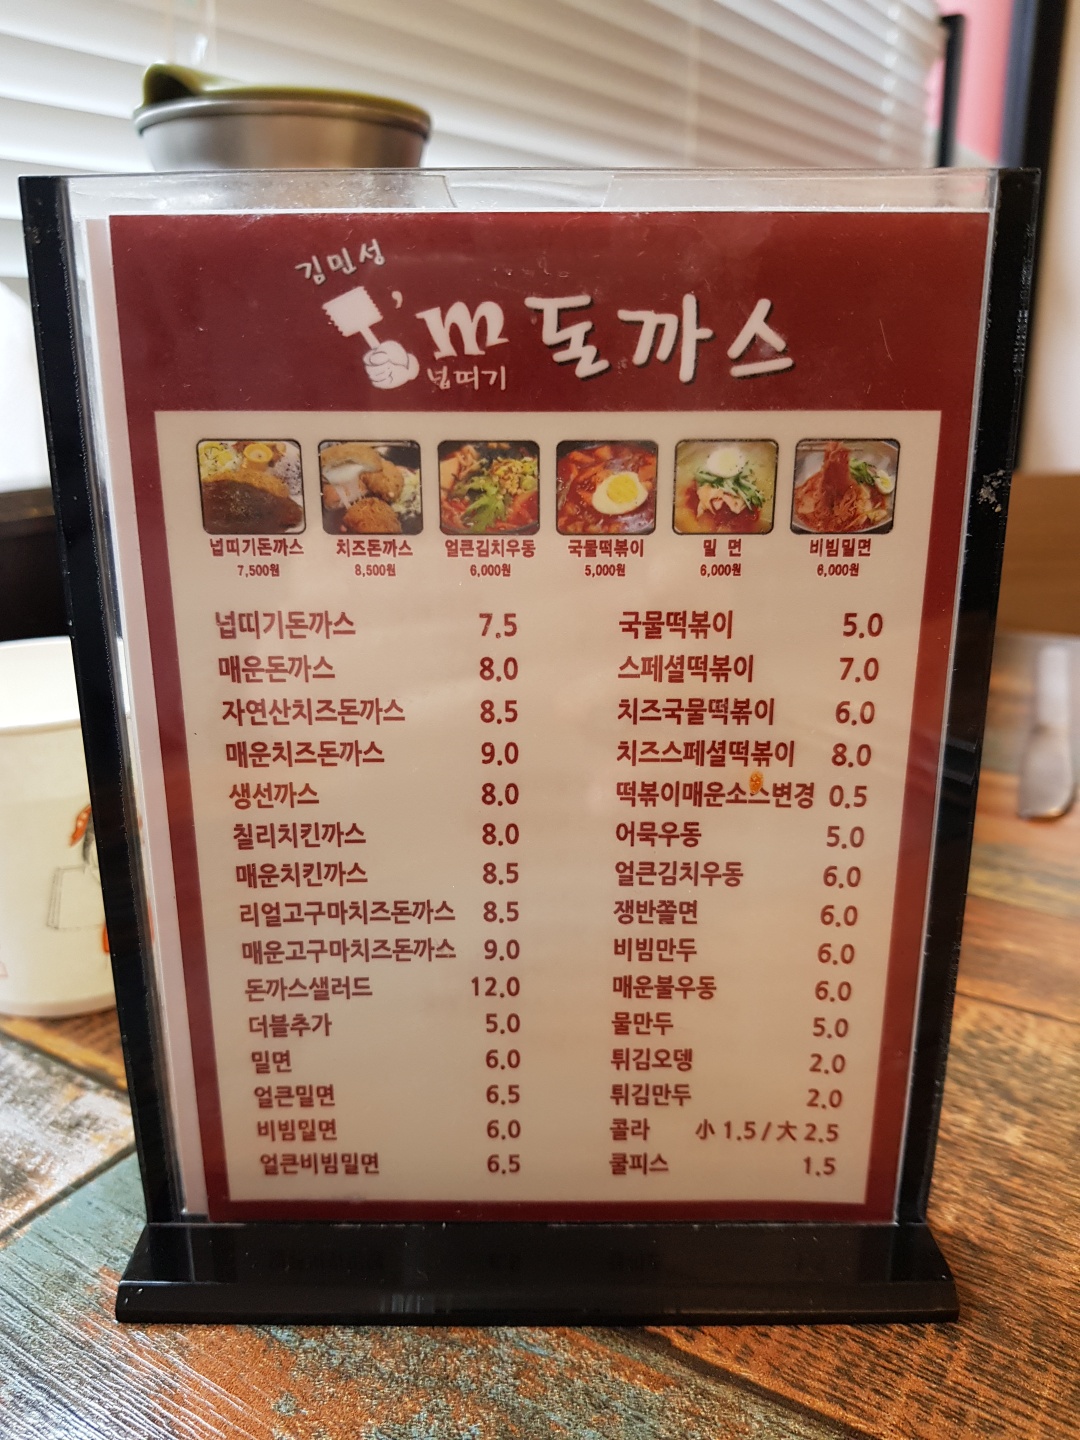 김민성
I'm 돈까스
넙띠기
넙띠기돈까스 치즈돈까스 얼큰김치우동 국물떡볶이 밀 면 비빔밀면
7,500원 8,500원 6,000원 5,000원 6,000원 6,000원
넙띠기돈까스 7.5
매운돈까스 8.0
자연산치즈돈까스 8.5
매운치즈돈까스 9.0
생선까스 8.0
칠리치킨까스 8.0
매운치킨까스 8.5
리얼고구마치즈돈까스 8.5
매운고구마치즈돈까스 9.0
돈까스샐러드 12.0
더블추가 5.0
밀면 6.0
얼큰밀면 6.5
비빔밀면 6.0
얼큰비빔밀면 6.5
국물떡볶이 5.0
스페셜떡볶이 7.0
치즈국물떡볶이 6.0
치즈스페셜떡볶이 8.0
떡볶이매운소스변경 0.5
어묵우동 5.0
얼큰김치우동 6.0
쟁반쫄면 6.0
비빔만두 6.0
매운불우동 6.0
물만두 5.0
튀김오뎅 2.0
튀김만두 2.0
콜라 小 1.5 / 大 2.5
쿨피스 1.5